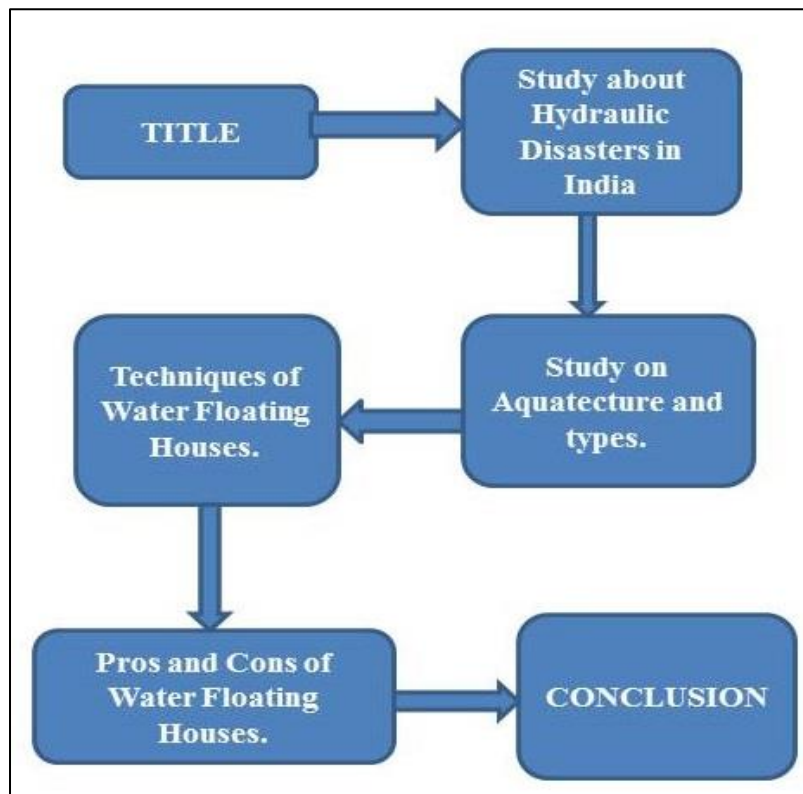 TITLE
Study about
Hydraulic
Disasters in
India
Study on
Aquatecture and
types.
Techniques of
Water Floating
Houses.
Pros and Cons of
Water Floating
Houses.
CONCLUSION